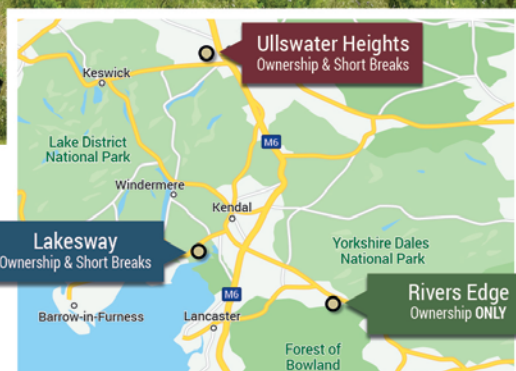 Ullswater Heights
Ownership & Short Breaks
Keswick
M6
Lake District
National Park
Windermere
Kendal
Lakesway
Ownership & Short Breaks
Yorkshire Dales
National Park
Rivers Edge
Ownership ONLY
M6
Barrow-in-Furness
Lancaster
Forest of
Bowland